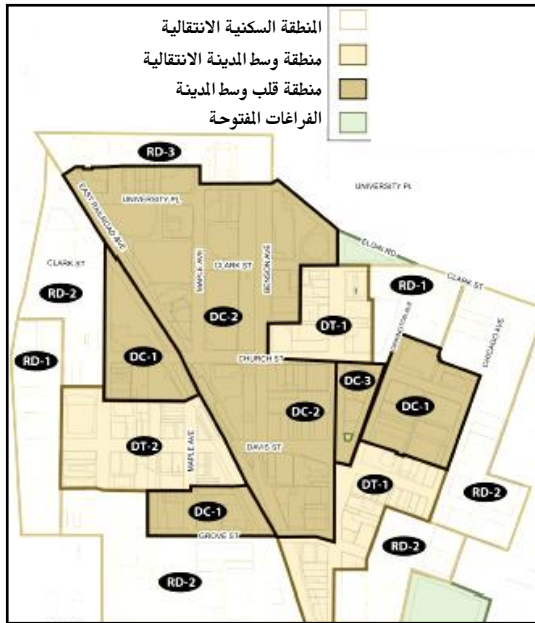 المنطقة السكنية الانتقالية
منطقة وسط المدينة الانتقالية
منطقة قلب وسط المدينة
الفراغات المفتوحة
RD-3
UNIVERSITY PL
UNIVERSITY PL
EAST RAILROAD AVE
ELGIN RD
CLARK ST
MAPLE AVE
CLARK ST
BENSON AVE
CLARK ST
RD-2
RD-1
DC-2
DT-1
CHICAGO AVE
DC-1
RD-1
CHURCH ST
DC-3
DC-1
DC-2
DT-2
MAPLE AVE
DAVIS ST
DT-1
RD-2
DC-1
GROVE ST
RD-2
RD-2